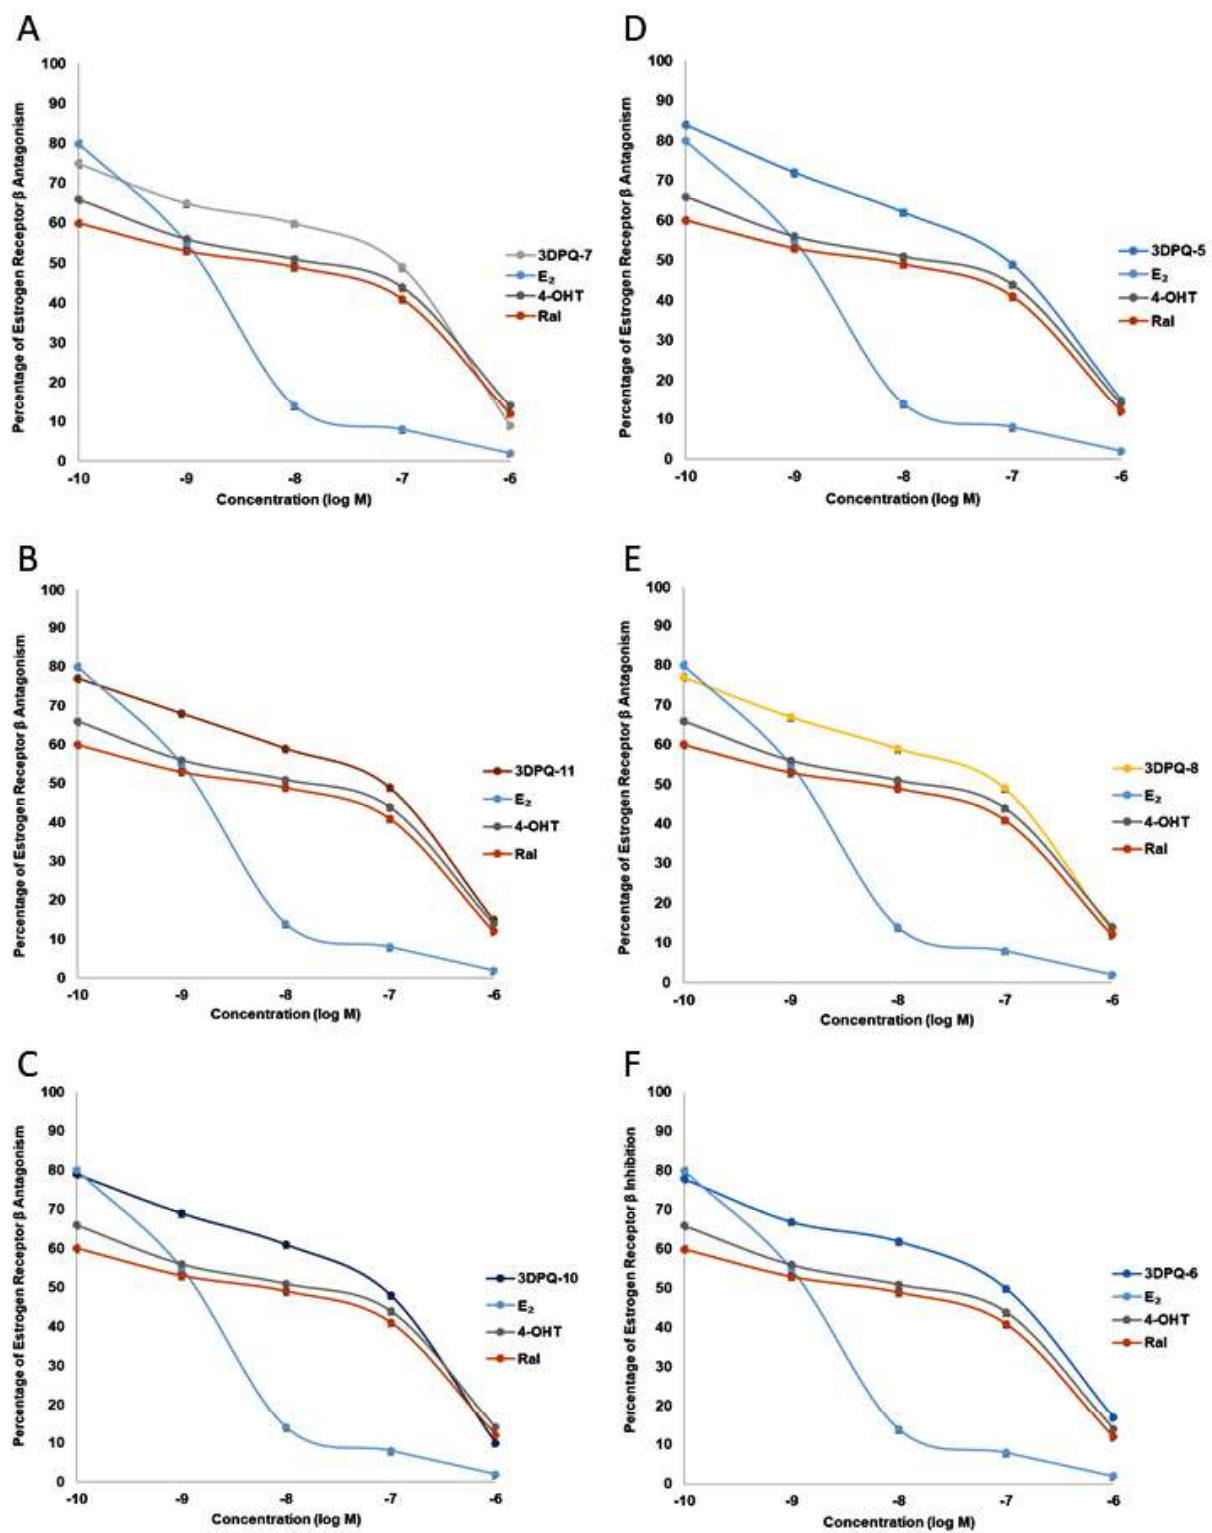 A
Percentage of Estrogen Receptor β Antagonism
100
90
80
70
60
50
40
30
20
10
0
-10 -9 -8 -7 -6
Concentration (log M)
3DPQ-7
E₂
4-OHT
Ral
D
Percentage of Estrogen Receptor β Antagonism
100
90
80
70
60
50
40
30
20
10
0
-10 -9 -8 -7 -6
Concentration (log M)
3DPQ-5
E₂
4-OHT
Ral
B
Percentage of Estrogen Receptor β Antagonism
100
90
80
70
60
50
40
30
20
10
0
-10 -9 -8 -7 -6
Concentration (log M)
3DPQ-11
E₂
4-OHT
Ral
E
Percentage of Estrogen Receptor β Antagonism
100
90
80
70
60
50
40
30
20
10
0
-10 -9 -8 -7 -6
Concentration (log M)
3DPQ-8
E₂
4-OHT
Ral
C
Percentage of Estrogen Receptor β Antagonism
100
90
80
70
60
50
40
30
20
10
0
-10 -9 -8 -7 -6
Concentration (log M)
3DPQ-10
E₂
4-OHT
Ral
F
Percentage of Estrogen Receptor β Inhibition
100
90
80
70
60
50
40
30
20
10
0
-10 -9 -8 -7 -6
Concentration (log M)
3DPQ-6
E₂
4-OHT
Ral